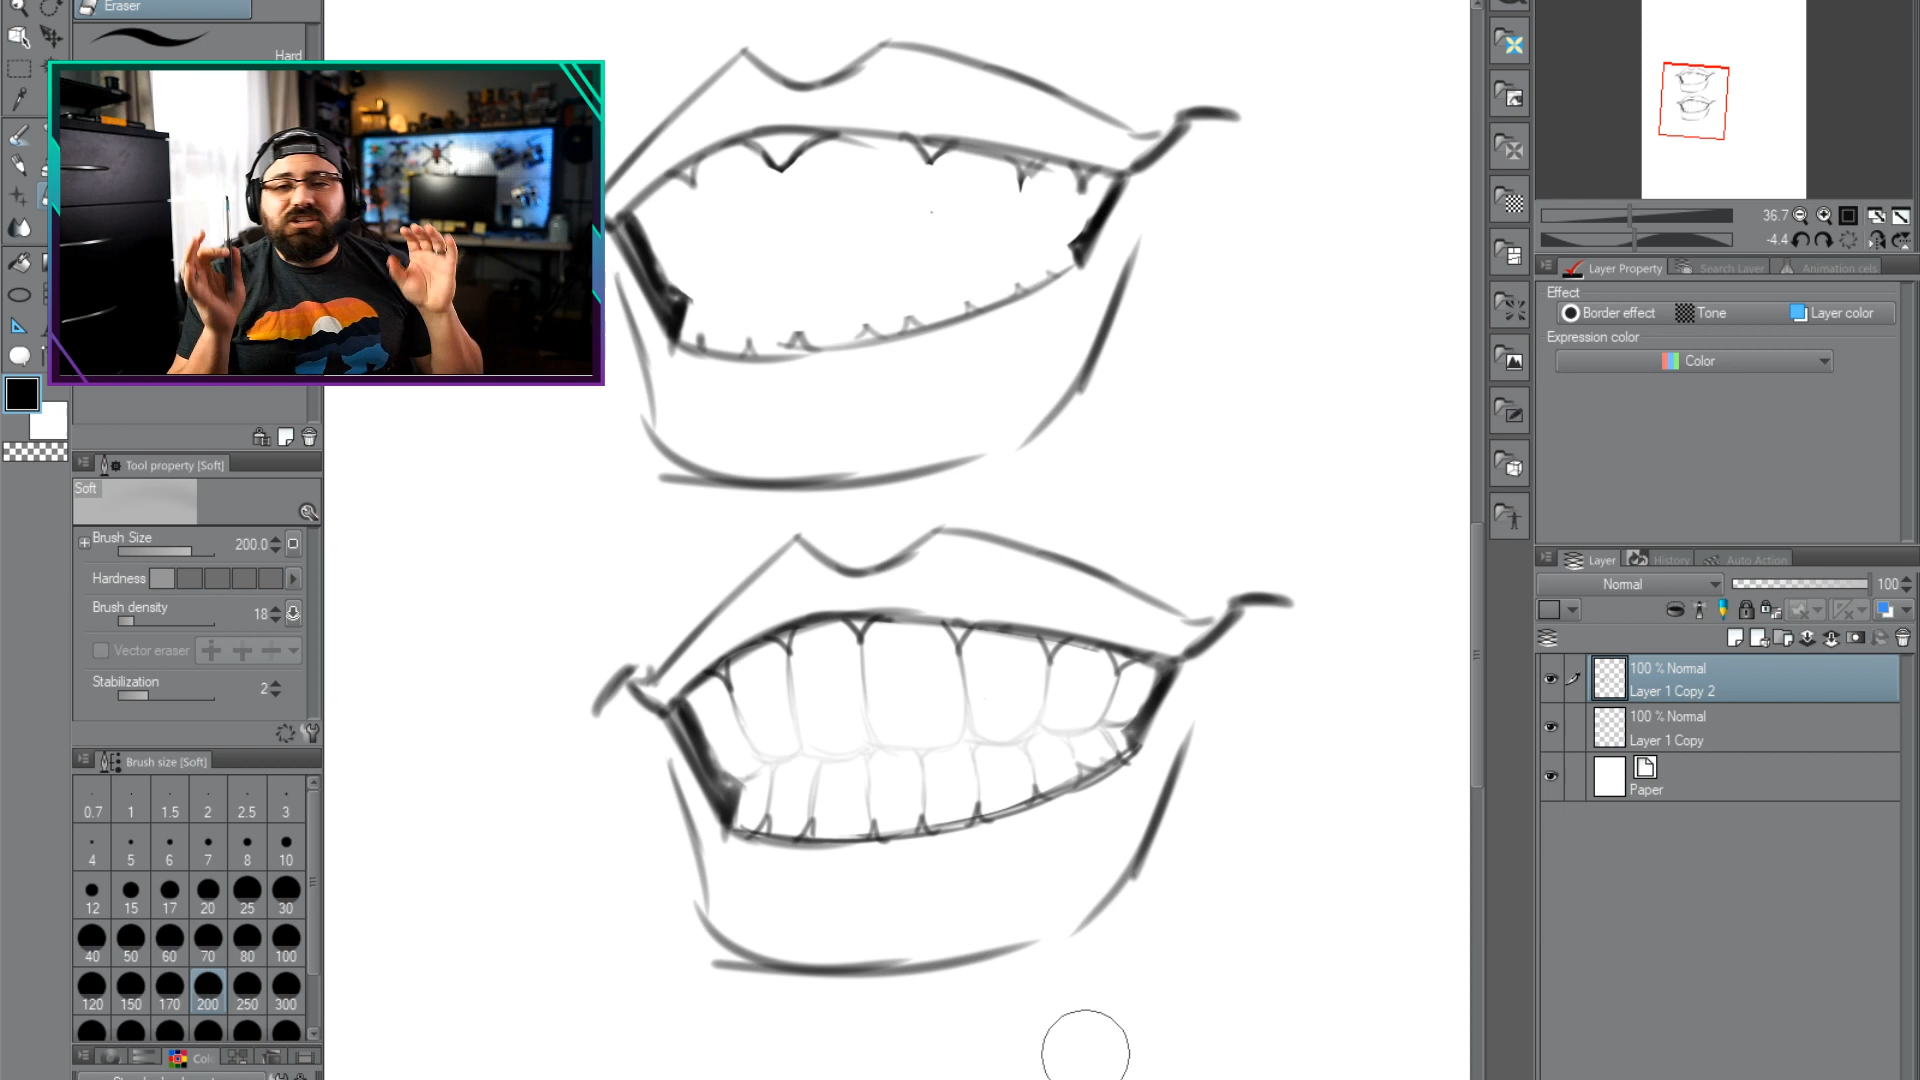 Eraser
Hard
Tool property [Soft]
Soft
Brush Size
200.0
Hardness
Brush density
18
Vector eraser
Stabilization
2
Brush size [Soft]
0.7 1 1.5 2 2.5 3
4 5 6 7 8 10
12 15 17 20 25 30
40 50 60 70 80 100
120 150 170 200 250 300
36.7
-4.4
Layer Property Search Layer Animation cels
Effect
Border effect Tone Layer color
Expression color
Color
Layer History Auto Action
Normal 100
100 % Normal
Layer 1 Copy 2
100 % Normal
Layer 1 Copy
Paper